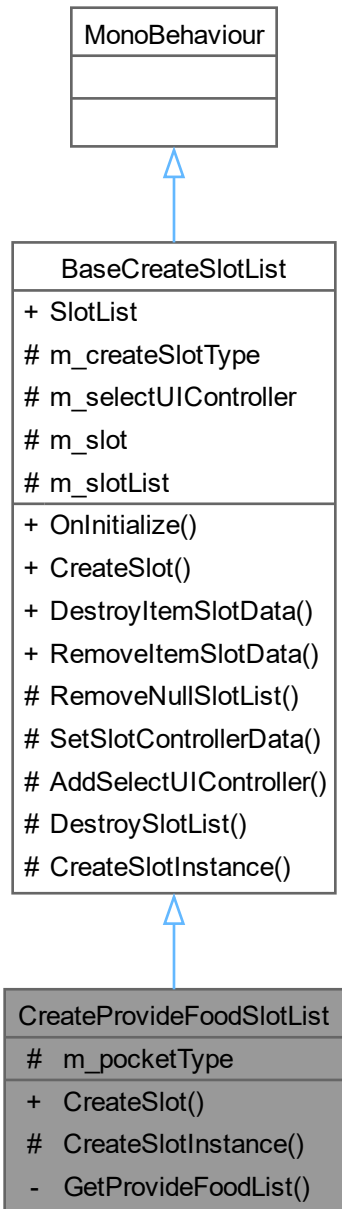 MonoBehaviour
BaseCreateSlotList
+ SlotList
# m_createSlotType
# m_selectUIController
# m_slot
# m_slotList
+ OnInitialize()
+ CreateSlot()
+ DestroyItemSlotData()
+ RemoveItemSlotData()
# RemoveNullSlotList()
# SetSlotControllerData()
# AddSelectUIController()
# DestroySlotList()
# CreateSlotInstance()
CreateProvideFoodSlotList
# m_pocketType
+ CreateSlot()
# CreateSlotInstance()
- GetProvideFoodList()